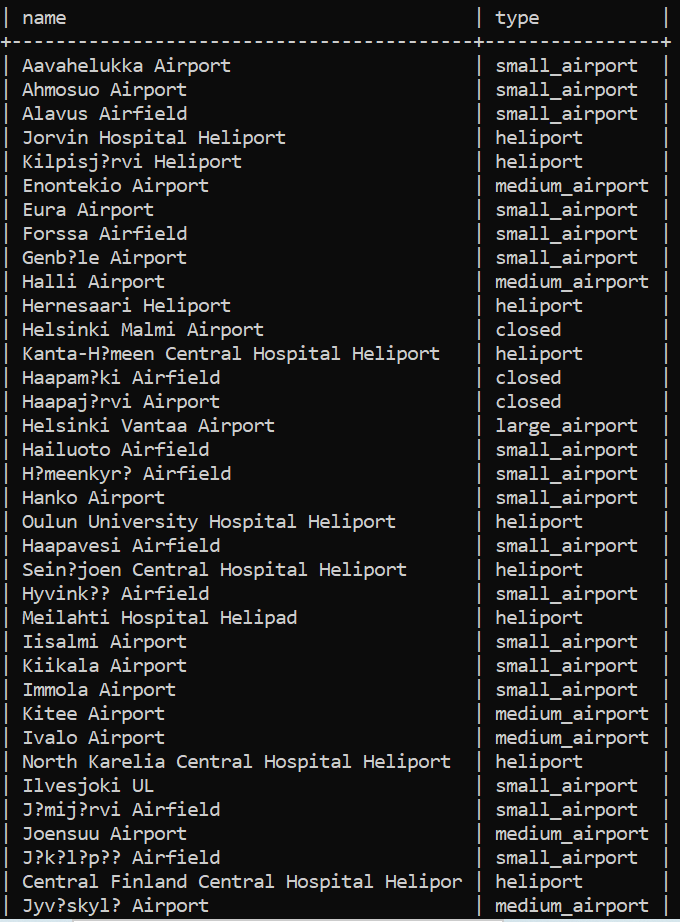 | name | type |
+------------------------------------------+----------------+
| Aavahelukka Airport | small_airport |
| Ahmosuo Airport | small_airport |
| Alavus Airfield | small_airport |
| Jorvin Hospital Heliport | heliport |
| Kilpisj?rvi Heliport | heliport |
| Enontekio Airport | medium_airport |
| Eura Airport | small_airport |
| Forssa Airfield | small_airport |
| Genb?le Airport | small_airport |
| Halli Airport | medium_airport |
| Hernesaari Heliport | heliport |
| Helsinki Malmi Airport | closed |
| Kanta-H?meen Central Hospital Heliport | heliport |
| Haapam?ki Airfield | closed |
| Haapaj?rvi Airport | closed |
| Helsinki Vantaa Airport | large_airport |
| Hailuoto Airfield | small_airport |
| H?meenkyr? Airfield | small_airport |
| Hanko Airport | small_airport |
| Oulun University Hospital Heliport | heliport |
| Haapavesi Airfield | small_airport |
| Sein?joen Central Hospital Heliport | heliport |
| Hyvink?? Airfield | small_airport |
| Meilahti Hospital Helipad | heliport |
| Iisalmi Airport | small_airport |
| Kiikala Airport | small_airport |
| Immola Airport | small_airport |
| Kitee Airport | medium_airport |
| Ivalo Airport | medium_airport |
| North Karelia Central Hospital Heliport | heliport |
| Ilvesjoki UL | small_airport |
| J?mij?rvi Airfield | small_airport |
| Joensuu Airport | medium_airport |
| J?k?l?p?? Airfield | small_airport |
| Central Finland Central Hospital Helipor | heliport |
| Jyv?skyl? Airport | medium_airport |